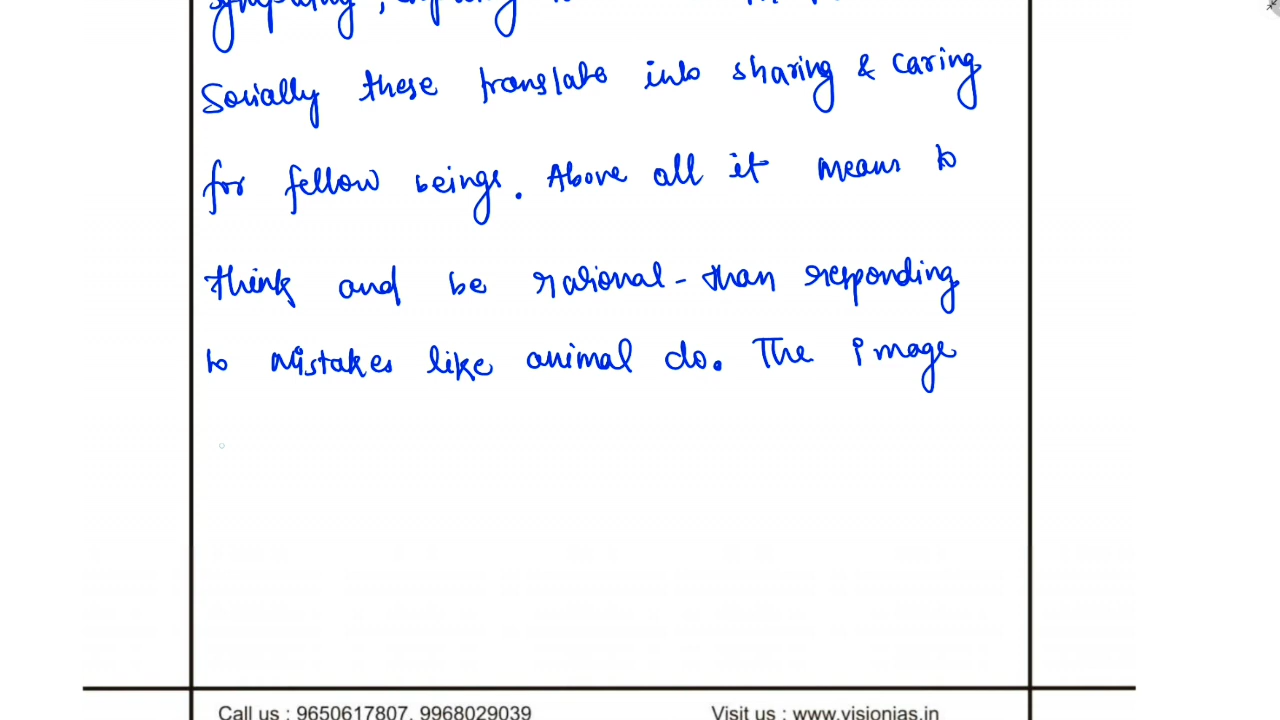 Socially these translate into sharing & caring
for fellow beings. Above all it means to
think and be rational - than responding
to mistakes like animal do. The image
Call us : 9650617807, 9968029039 Visit us : www.visionias.in